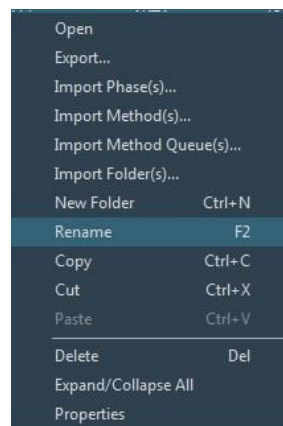 Open
Export...
Import Phase(s)...
Import Method(s)...
Import Method Queue(s)...
Import Folder(s)...
New Folder Ctrl+N
Rename F2
Copy Ctrl+C
Cut Ctrl+X
Paste Ctrl+V
Delete Del
Expand/Collapse All
Properties